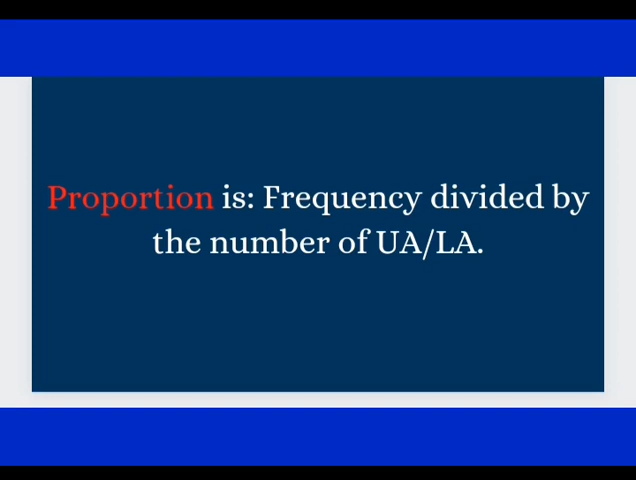 Proportion is: Frequency divided by
the number of UA/LA.